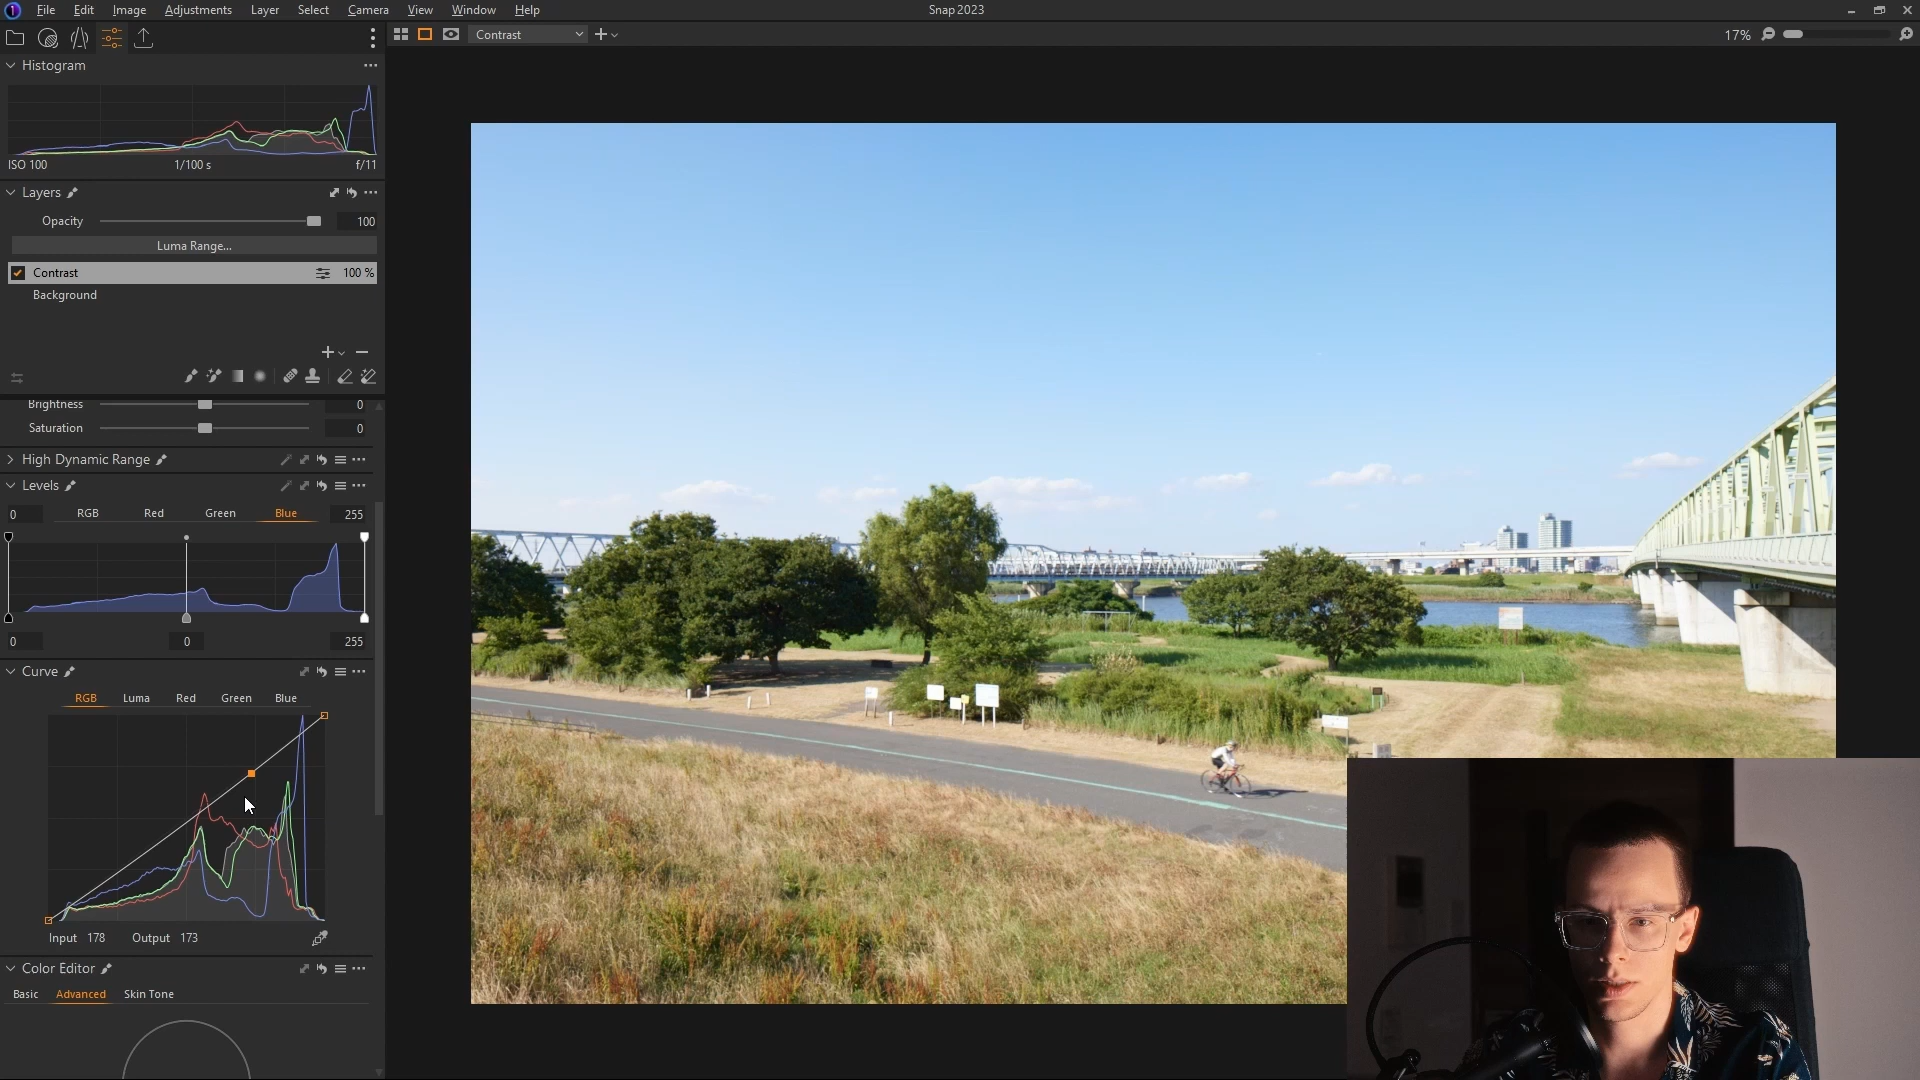 1 File Edit Image Adjustments Layer Select Camera View Window Help Snap 2023
Contrast 17%
Histogram
ISO 100 1/100 s f/11
Layers
Opacity 100
Luma Range...
Contrast 100 %
Background
Brightness 0
Saturation 0
High Dynamic Range
Levels
0 RGB Red Green Blue 255
0 0 255
Curve
RGB Luma Red Green Blue
Input 178 Output 173
Color Editor
Basic Advanced Skin Tone